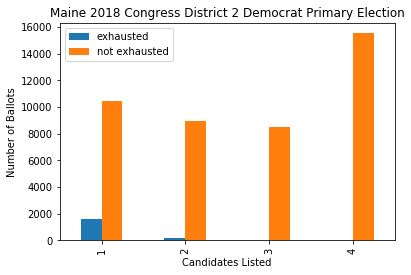 Maine 2018 Congress District 2 Democrat Primary Election
exhausted
not exhausted
Number of Ballots
16000
14000
12000
10000
8000
6000
4000
2000
0
1
2
3
4
Candidates Listed